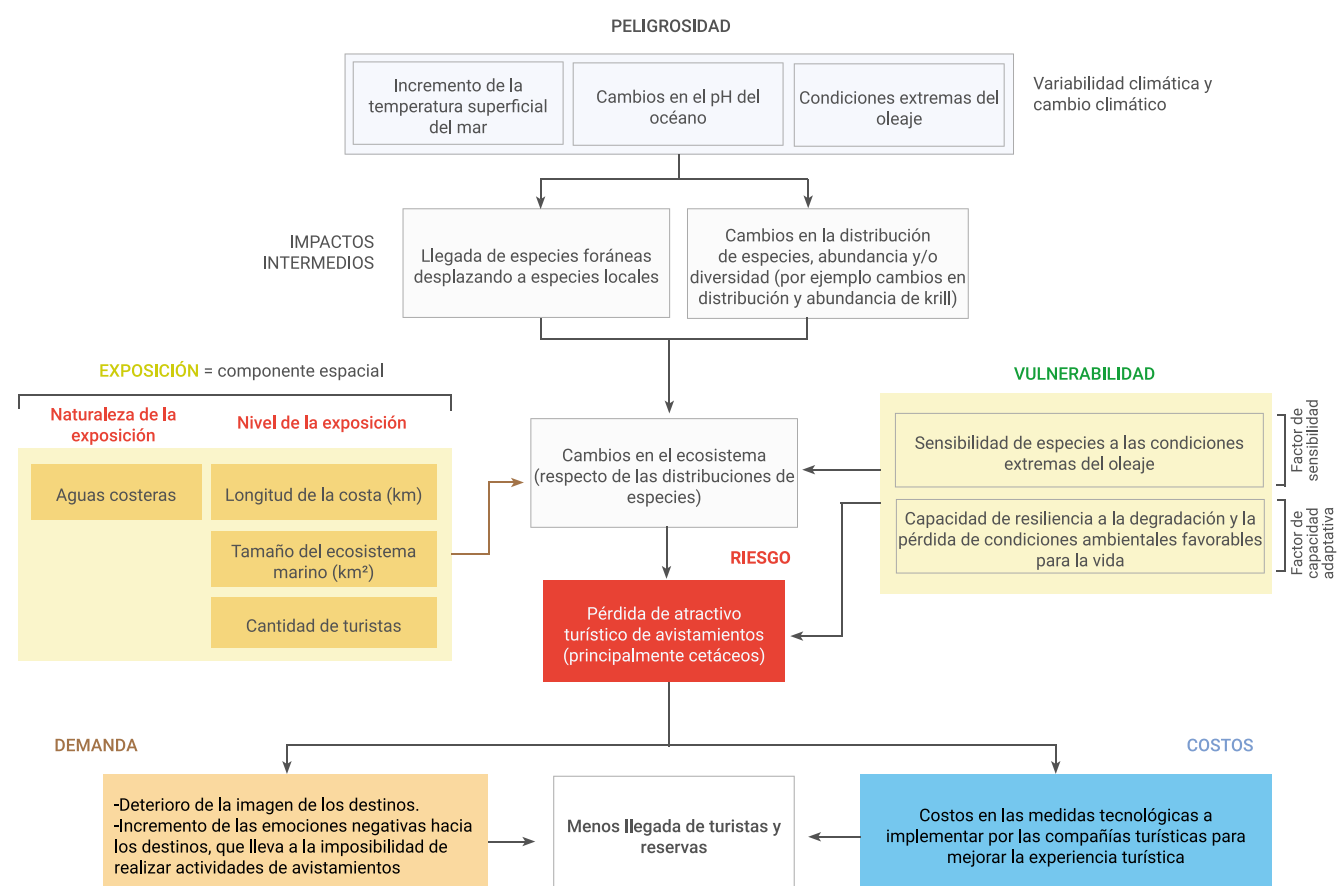 PELIGROSIDAD
Incremento de la
temperatura superficial
del mar
Cambios en el pH del
océano
Condiciones extremas del
oleaje
Variabilidad climática y
cambio climático
IMPACTOS
INTERMEDIOS
Llegada de especies foráneas
desplazando a especies locales
Cambios en la distribución
de especies, abundancia y/o
diversidad (por ejemplo cambios en
distribución y abundancia de krill)
EXPOSICIÓN = componente espacial
Naturaleza de la
exposición
Nivel de la exposición
Aguas costeras
Longitud de la costa (km)
Tamaño del ecosistema
marino (km²)
Cantidad de turistas
Cambios en el ecosistema
(respecto de las distribuciones de
especies)
VULNERABILIDAD
Sensibilidad de especies a las condiciones
extremas del oleaje
Factor de
sensibilidad
Capacidad de resiliencia a la degradación y la
pérdida de condiciones ambientales favorables
para la vida
Factor de
capacidad
adaptativa
RIESGO
Pérdida de atractivo
turístico de avistamientos
(principalmente cetáceos)
DEMANDA
-Deterioro de la imagen de los destinos.
-Incremento de las emociones negativas hacia
los destinos, que lleva a la imposibilidad de
realizar actividades de avistamientos
Menos llegada de turistas y
reservas
COSTOS
Costos en las medidas tecnológicas a
implementar por las compañías turísticas para
mejorar la experiencia turística